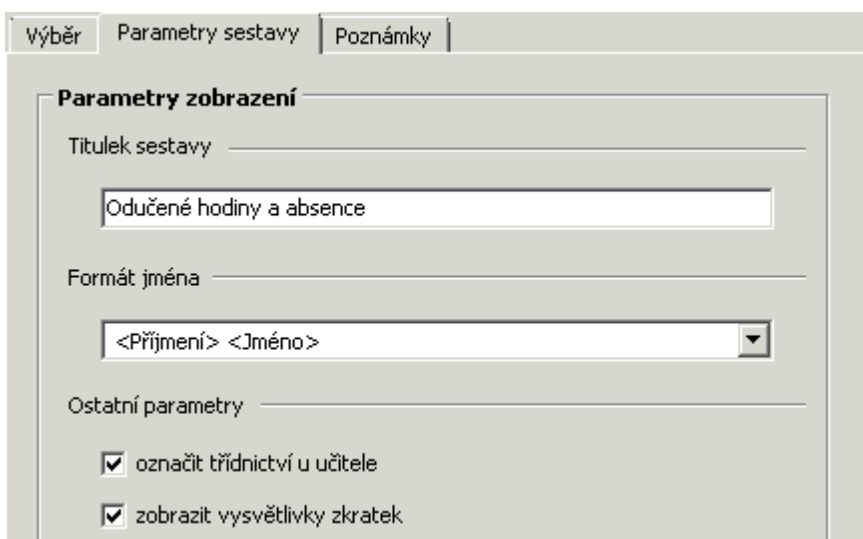 Výběr Parametry sestavy Poznámky
Parametry zobrazení
Titulek sestavy
Odučené hodiny a absence
Formát jména
<Příjmení> <Jméno>
Ostatní parametry
označit třídnictví u učitele
zobrazit vysvětlivky zkratek